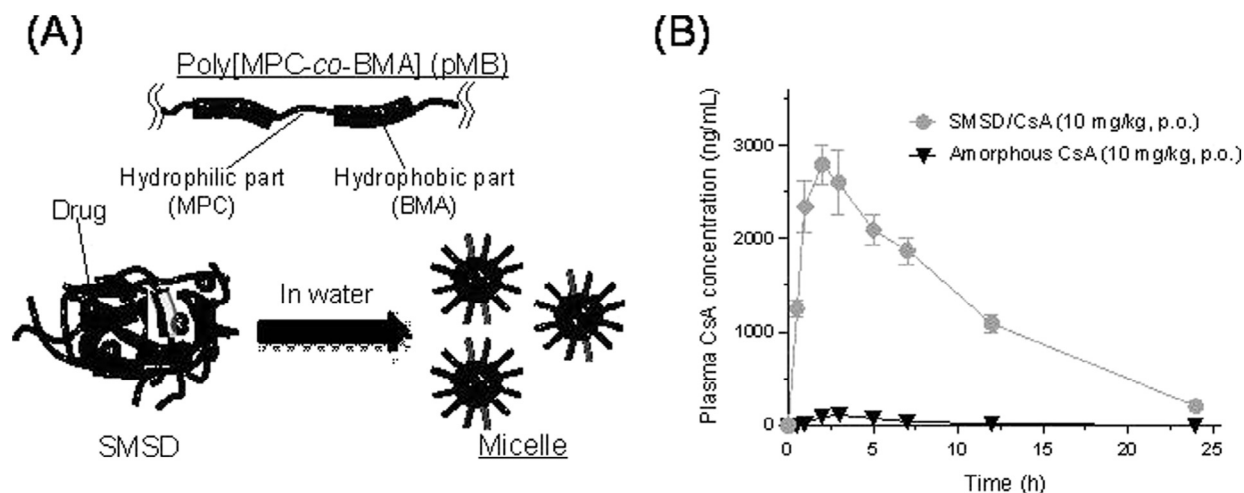 (A)
Poly[MPC-co-BMA] (pMB)
Hydrophilic part
(MPC)
Hydrophobic part
(BMA)
Drug
In water
SMSD
Micelle
(B)
Plasma CsA concentration (ng/mL)
3000
2000
1000
0
SMSD/CsA (10 mg/kg, p.o.)
Amorphous CsA (10 mg/kg, p.o.)
0 5 10 15 20 25
Time (h)